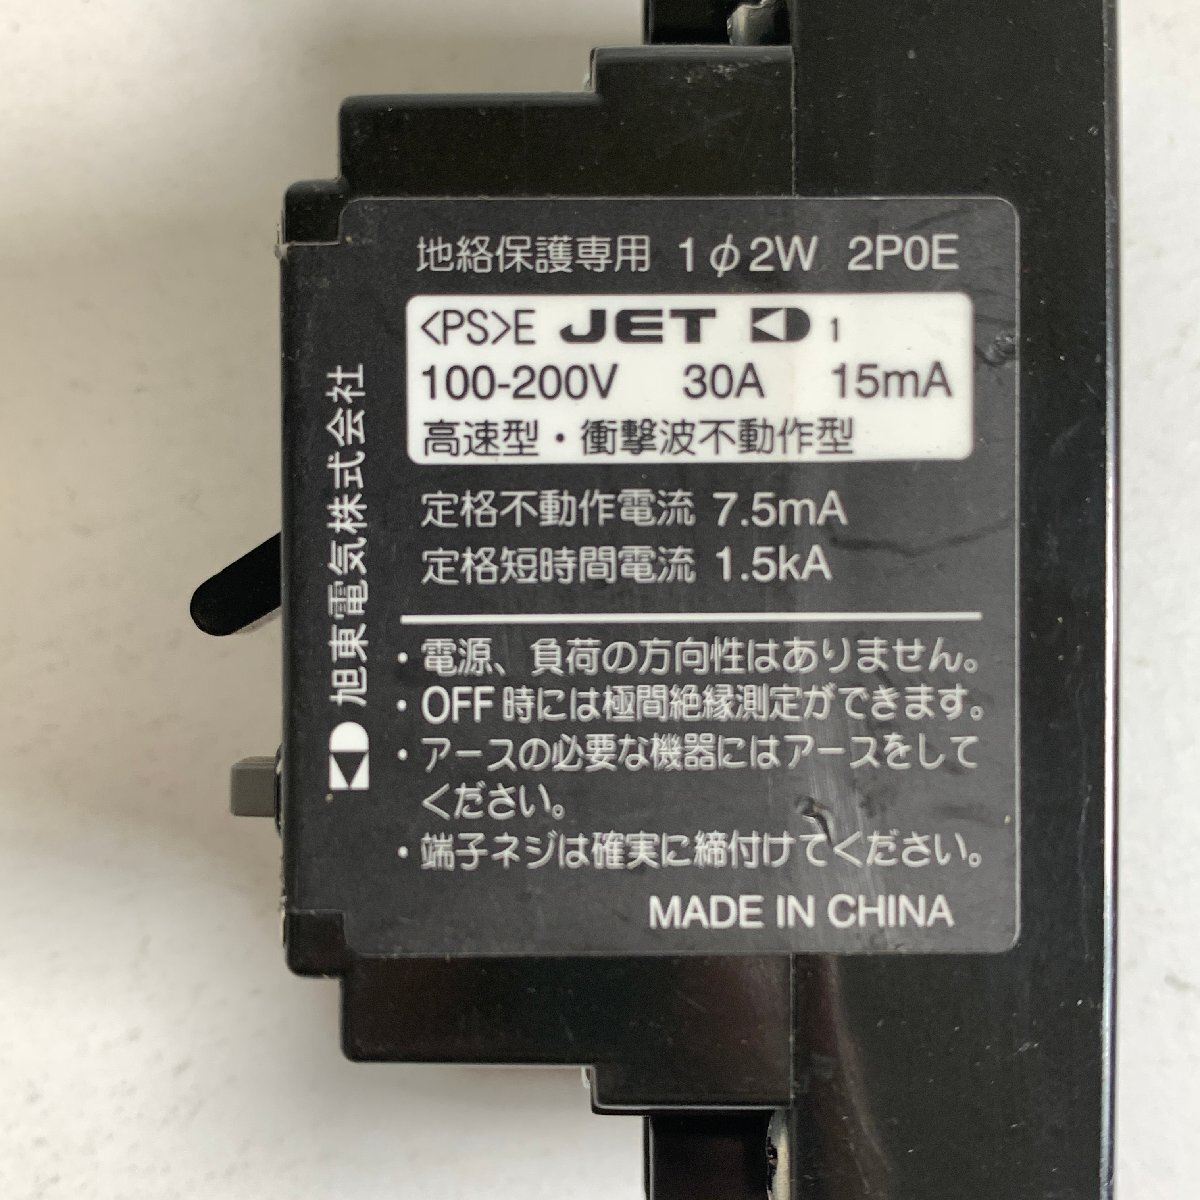 地絡保護専用 1φ2W 2P0E
<PS>E JET 1
100-200V 30A 15mA
高速型・衝撃波不動作型
定格不動作電流 7.5mA
定格短時間電流 1.5kA
・電源、負荷の方向性はありません。
・OFF時には極間絶縁測定ができます。
・アースの必要な機器にはアースをして
ください。
・端子ネジは確実に締付けてください。
MADE IN CHINA
旭東電気株式会社